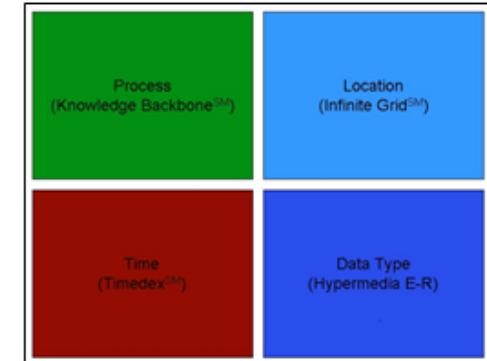 Process
(Knowledge Backbone℠)
Location
(Infinite Grid℠)
Time
(Timedex℠)
Data Type
(Hypermedia E-R)